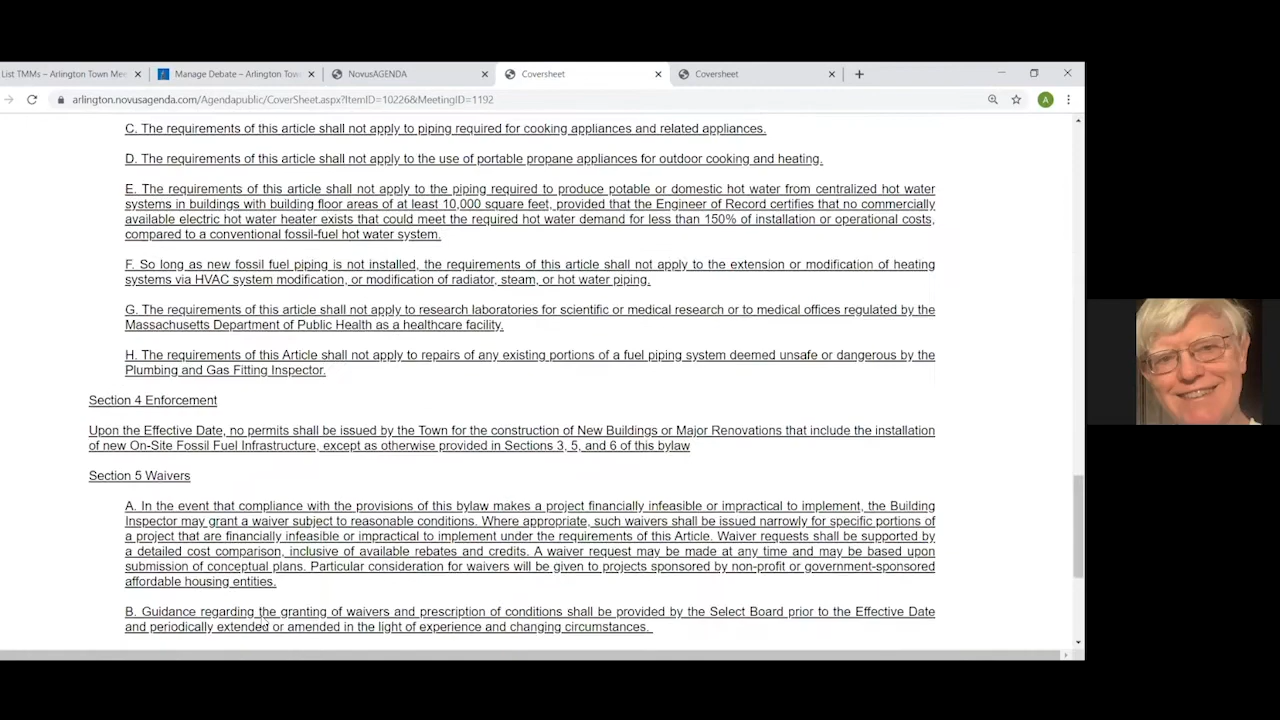 List TMMs – Arlington Town Mee
Manage Debate – Arlington Tow
NovusAGENDA
Coversheet
Coversheet
arlington.novusagenda.com/Agendapublic/CoverSheet.aspx?ItemID=10226&MeetingID=1192
A
C. The requirements of this article shall not apply to piping required for cooking appliances and related appliances.
D. The requirements of this article shall not apply to the use of portable propane appliances for outdoor cooking and heating.
E. The requirements of this article shall not apply to the piping required to produce potable or domestic hot water from centralized hot water
systems in buildings with building floor areas of at least 10,000 square feet, provided that the Engineer of Record certifies that no commercially
available electric hot water heater exists that could meet the required hot water demand for less than 150% of installation or operational costs,
compared to a conventional fossil-fuel hot water system.
F. So long as new fossil fuel piping is not installed, the requirements of this article shall not apply to the extension or modification of heating
systems via HVAC system modification, or modification of radiator, steam, or hot water piping.
G. The requirements of this article shall not apply to research laboratories for scientific or medical research or to medical offices regulated by the
Massachusetts Department of Public Health as a healthcare facility.
H. The requirements of this Article shall not apply to repairs of any existing portions of a fuel piping system deemed unsafe or dangerous by the
Plumbing and Gas Fitting Inspector.
Section 4 Enforcement
Upon the Effective Date, no permits shall be issued by the Town for the construction of New Buildings or Major Renovations that include the installation
of new On-Site Fossil Fuel Infrastructure, except as otherwise provided in Sections 3, 5, and 6 of this bylaw
Section 5 Waivers
A. In the event that compliance with the provisions of this bylaw makes a project financially infeasible or impractical to implement, the Building
Inspector may grant a waiver subject to reasonable conditions. Where appropriate, such waivers shall be issued narrowly for specific portions of
a project that are financially infeasible or impractical to implement under the requirements of this Article. Waiver requests shall be supported by
a detailed cost comparison, inclusive of available rebates and credits. A waiver request may be made at any time and may be based upon
submission of conceptual plans. Particular consideration for waivers will be given to projects sponsored by non-profit or government-sponsored
affordable housing entities.
B. Guidance regarding the granting of waivers and prescription of conditions shall be provided by the Select Board prior to the Effective Date
and periodically extended or amended in the light of experience and changing circumstances.